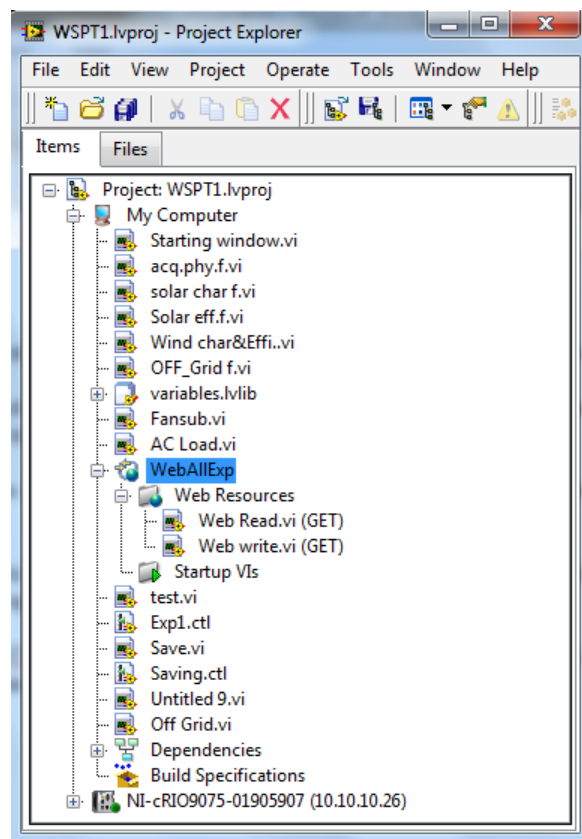 WSPT1.lvproj - Project Explorer
File Edit View Project Operate Tools Window Help
Items Files
Project: WSPT1.lvproj
My Computer
Starting window.vi
acq.phy.f.vi
solar char f.vi
Solar eff.f.vi
Wind char&Effi..vi
OFF_Grid f.vi
variables.lvlib
Fansub.vi
AC Load.vi
WebAllExp
Web Resources
Web Read.vi (GET)
Web write.vi (GET)
Startup VIs
test.vi
Exp1.ctl
Save.vi
Saving.ctl
Untitled 9.vi
Off Grid.vi
Dependencies
Build Specifications
NI-cRIO9075-01905907 (10.10.10.26)